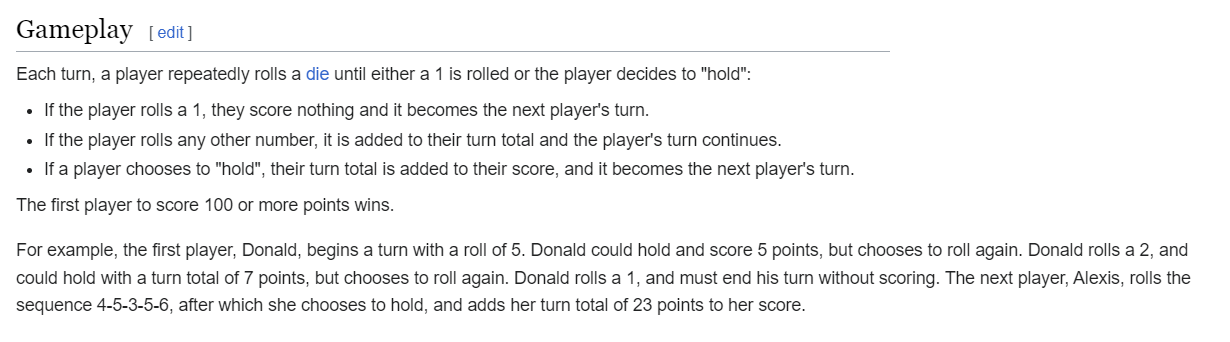 Gameplay [ edit ]
Each turn, a player repeatedly rolls a die until either a 1 is rolled or the player decides to "hold":
• If the player rolls a 1, they score nothing and it becomes the next player's turn.
• If the player rolls any other number, it is added to their turn total and the player's turn continues.
• If a player chooses to "hold", their turn total is added to their score, and it becomes the next player's turn.
The first player to score 100 or more points wins.
For example, the first player, Donald, begins a turn with a roll of 5. Donald could hold and score 5 points, but chooses to roll again. Donald rolls a 2, and
could hold with a turn total of 7 points, but chooses to roll again. Donald rolls a 1, and must end his turn without scoring. The next player, Alexis, rolls the
sequence 4-5-3-5-6, after which she chooses to hold, and adds her turn total of 23 points to her score.